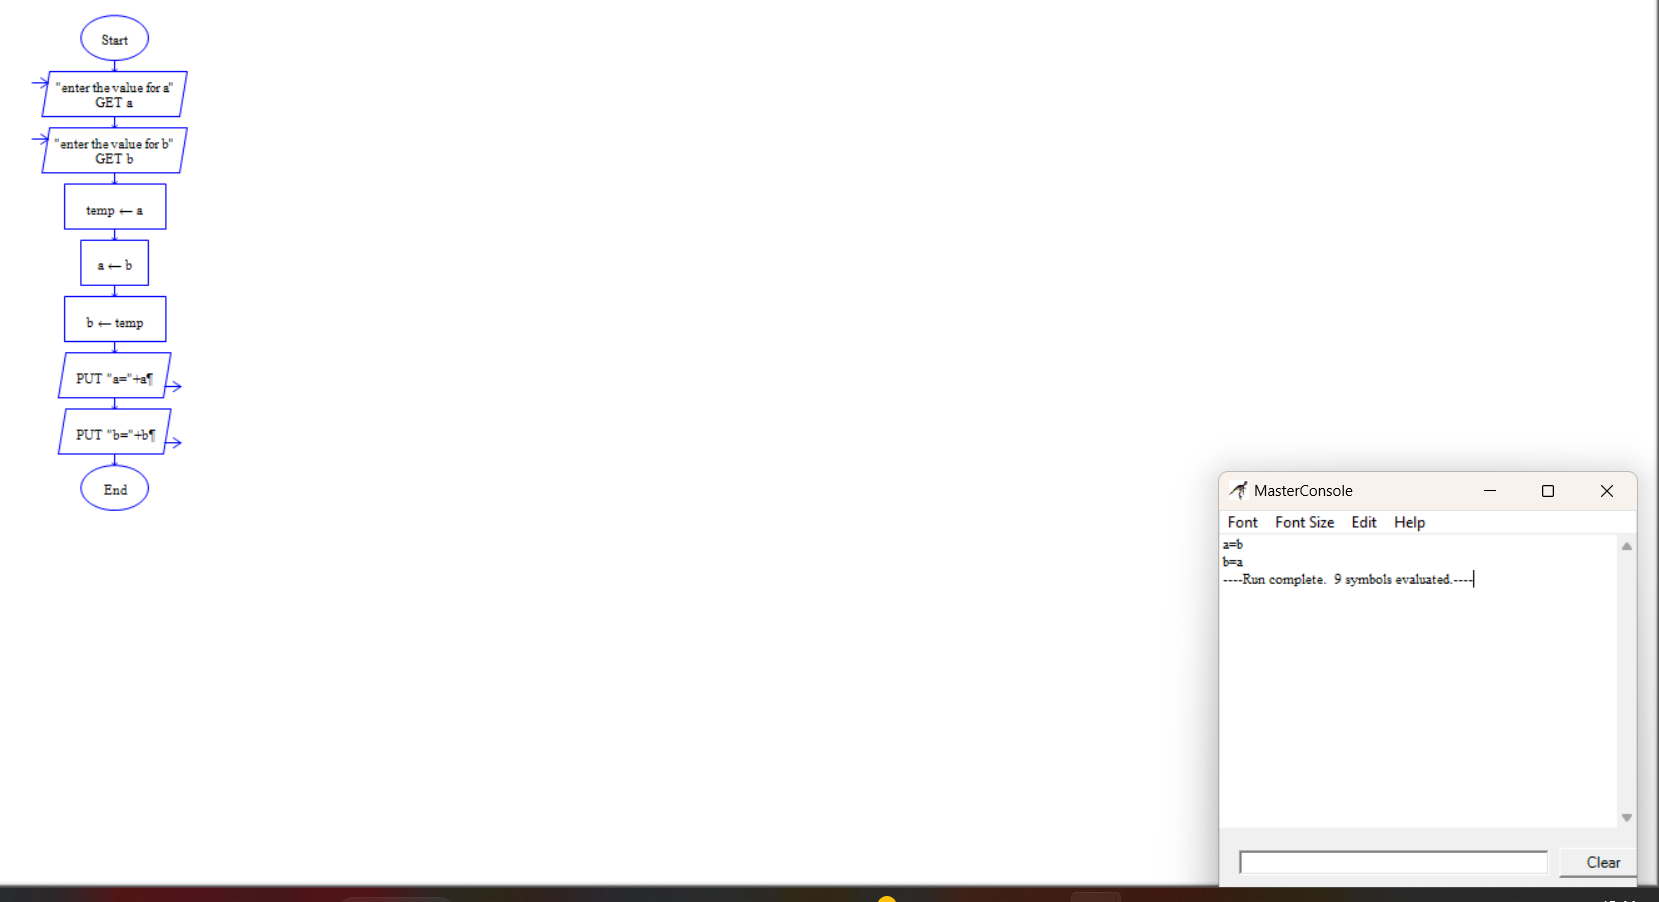 Start
"enter the value for a"
GET a
"enter the value for b"
GET b
temp ← a
a ← b
b ← temp
PUT "a="+a¶
PUT "b="+b¶
End
MasterConsole
Font Font Size Edit Help
a=b
b=a
----Run complete.  9 symbols evaluated.----
Clear